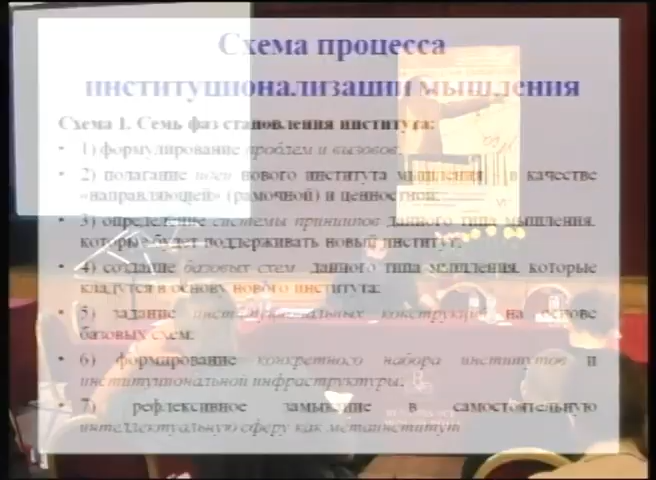 Схема процесса
институционализации мышления
Схема 1. Семь фаз становления института:
• 1) формулирование проблем и вызовов;
• 2) полагание идеи нового института мышления в качестве
«направляющей» (рамочной) и ценностной;
• 3) определение системы принципов данного типа мышления,
которые будет поддерживать новый институт;
• 4) создание базовых схем данного типа мышления, которые
кладутся в основу нового института;
• 5) задание институциональных конструкций на основе
базовых схем;
• 6) формирование конкретного набора институтов и
институциональной инфраструктуры;
• 7) рефлексивное замыкание в самостоятельную
интеллектуальную сферу как метаинститут